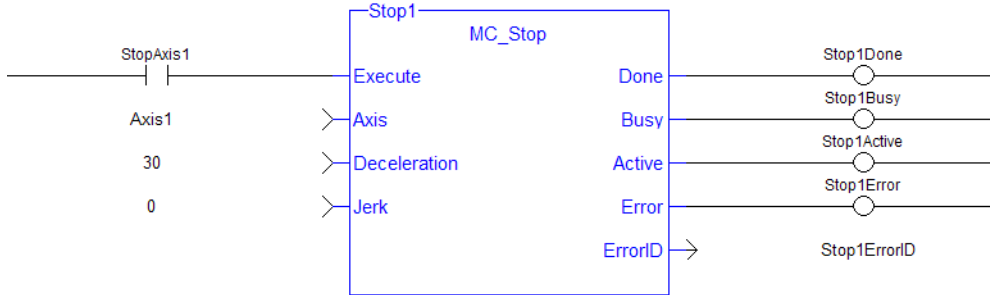 Stop1
MC_Stop
StopAxis1
Stop1Done
Execute
Done
Stop1Busy
Axis1
Axis
Busy
Stop1Active
30
Deceleration
Active
Stop1Error
0
Jerk
Error
ErrorID
Stop1ErrorID